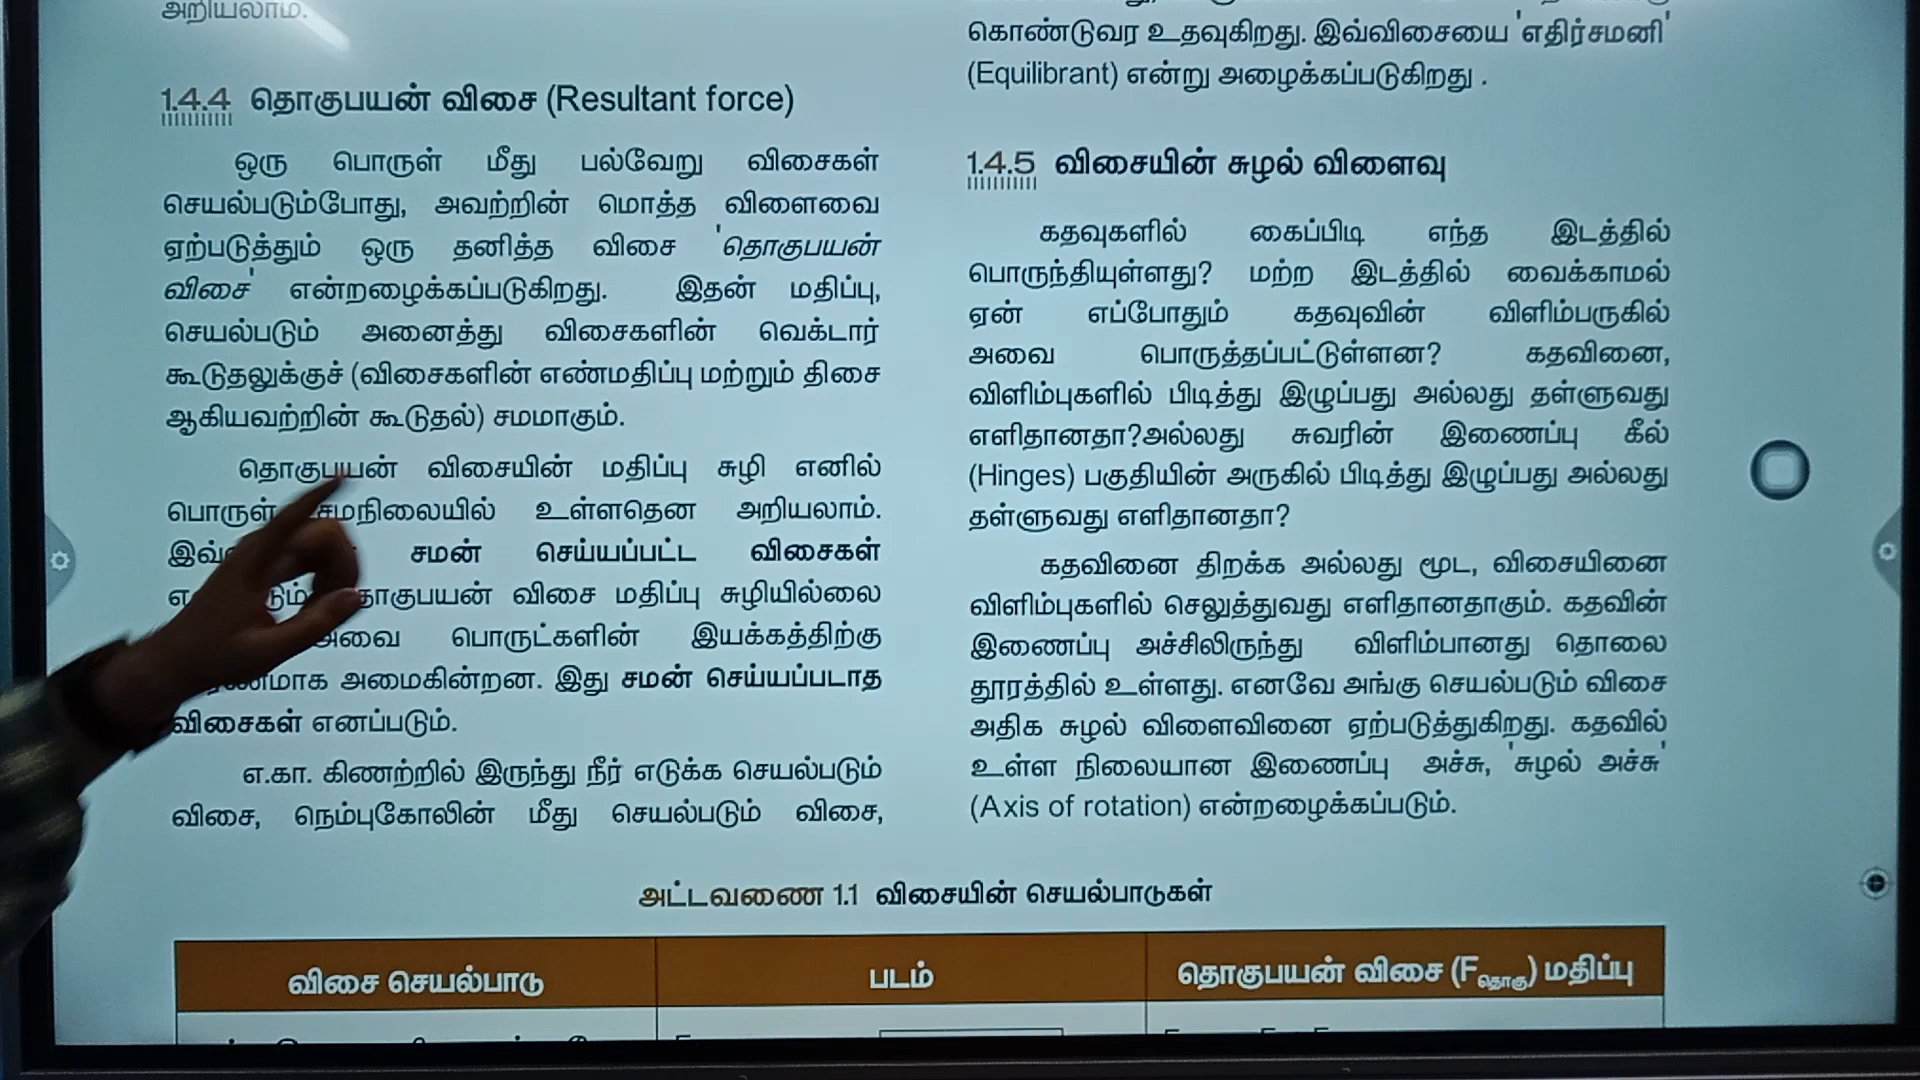 அறியலாம்.
1.4.4 தொகுபயன் விசை (Resultant force)
ஒரு பொருள் மீது பல்வேறு விசைகள்
செயல்படும்போது, அவற்றின் மொத்த விளைவை
ஏற்படுத்தும் ஒரு தனித்த விசை 'தொகுபயன்
விசை' என்றழைக்கப்படுகிறது. இதன் மதிப்பு,
செயல்படும் அனைத்து விசைகளின் வெக்டார்
கூடுதலுக்குச் (விசைகளின் எண்மதிப்பு மற்றும் திசை
ஆகியவற்றின் கூடுதல்) சமமாகும்.
தொகுபயன் விசையின் மதிப்பு சுழி எனில்
பொருள் சமநிலையில் உள்ளதென அறியலாம்.
சமன் செய்யப்பட்ட விசைகள்
தொகுபயன் விசை மதிப்பு சுழியில்லை
அவை பொருட்களின் இயக்கத்திற்கு
அமைகின்றன. இது சமன் செய்யப்படாத
விசைகள் எனப்படும்.
எ.கா. கிணற்றில் இருந்து நீர் எடுக்க செயல்படும்
விசை, நெம்புகோலின் மீது செயல்படும் விசை,
கொண்டுவர உதவுகிறது. இவ்விசையை 'எதிர்சமனி'
(Equilibrant) என்று அழைக்கப்படுகிறது .
1.4.5 விசையின் சுழல் விளைவு
கதவுகளில் கைப்பிடி எந்த இடத்தில்
பொருந்தியுள்ளது? மற்ற இடத்தில் வைக்காமல்
ஏன் எப்போதும் கதவுவின் விளிம்பருகில்
அவை பொருத்தப்பட்டுள்ளன? கதவினை,
விளிம்புகளில் பிடித்து இழுப்பது அல்லது தள்ளுவது
எளிதானதா?அல்லது சுவரின் இணைப்பு கீல்
(Hinges) பகுதியின் அருகில் பிடித்து இழுப்பது அல்லது
தள்ளுவது எளிதானதா?
கதவினை திறக்க அல்லது மூட, விசையினை
விளிம்புகளில் செலுத்துவது எளிதானதாகும். கதவின்
இணைப்பு அச்சிலிருந்து விளிம்பானது தொலை
தூரத்தில் உள்ளது. எனவே அங்கு செயல்படும் விசை
அதிக சுழல் விளைவினை ஏற்படுத்துகிறது. கதவில்
உள்ள நிலையான இணைப்பு அச்சு, 'சுழல் அச்சு'
(Axis of rotation) என்றழைக்கப்படும்.
அட்டவணை 1.1 விசையின் செயல்பாடுகள்
விசை செயல்பாடு
படம்
தொகுபயன் விசை (Fதொகு) மதிப்பு